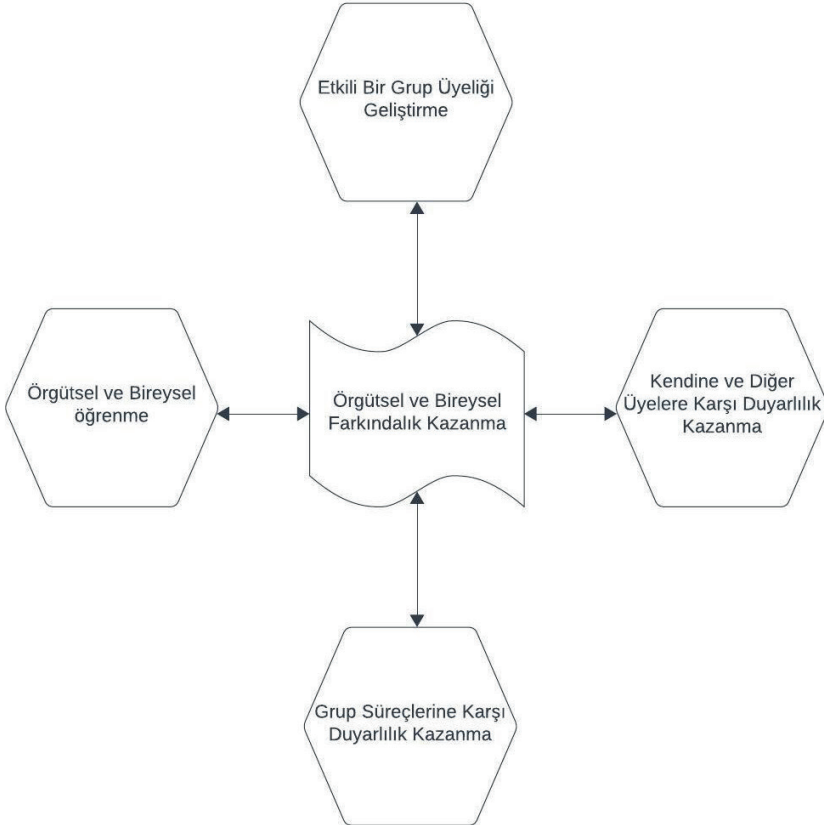 Etkili Bir Grup Üyeliği
Geliştirme
Örgütsel ve Bireysel
öğrenme
Örgütsel ve Bireysel
Farkındalık Kazanma
Kendine ve Diğer
Üyelere Karşı Duyarlılık
Kazanma
Grup Süreçlerine Karşı
Duyarlılık Kazanma